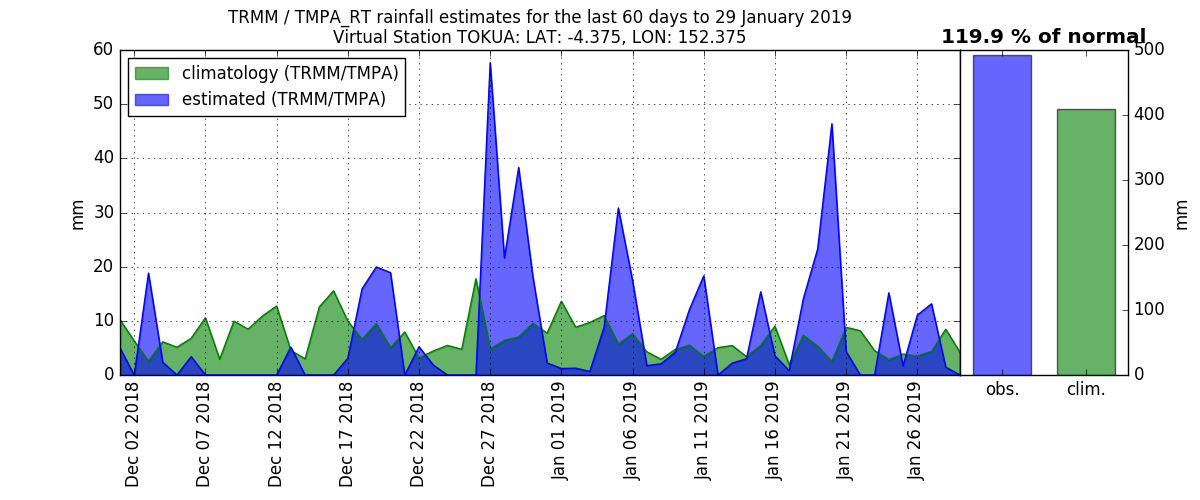 TRMM / TMPA_RT rainfall estimates for the last 60 days to 29 January 2019
Virtual Station TOKUA: LAT: -4.375, LON: 152.375
119.9 % of normal
climatology (TRMM/TMPA)
estimated (TRMM/TMPA)
60
50
40
30
20
10
0
mm
Dec 02 2018
Dec 07 2018
Dec 12 2018
Dec 17 2018
Dec 22 2018
Dec 27 2018
Jan 01 2019
Jan 06 2019
Jan 11 2019
Jan 16 2019
Jan 21 2019
Jan 26 2019
500
400
300
200
100
0
mm
obs.
clim.